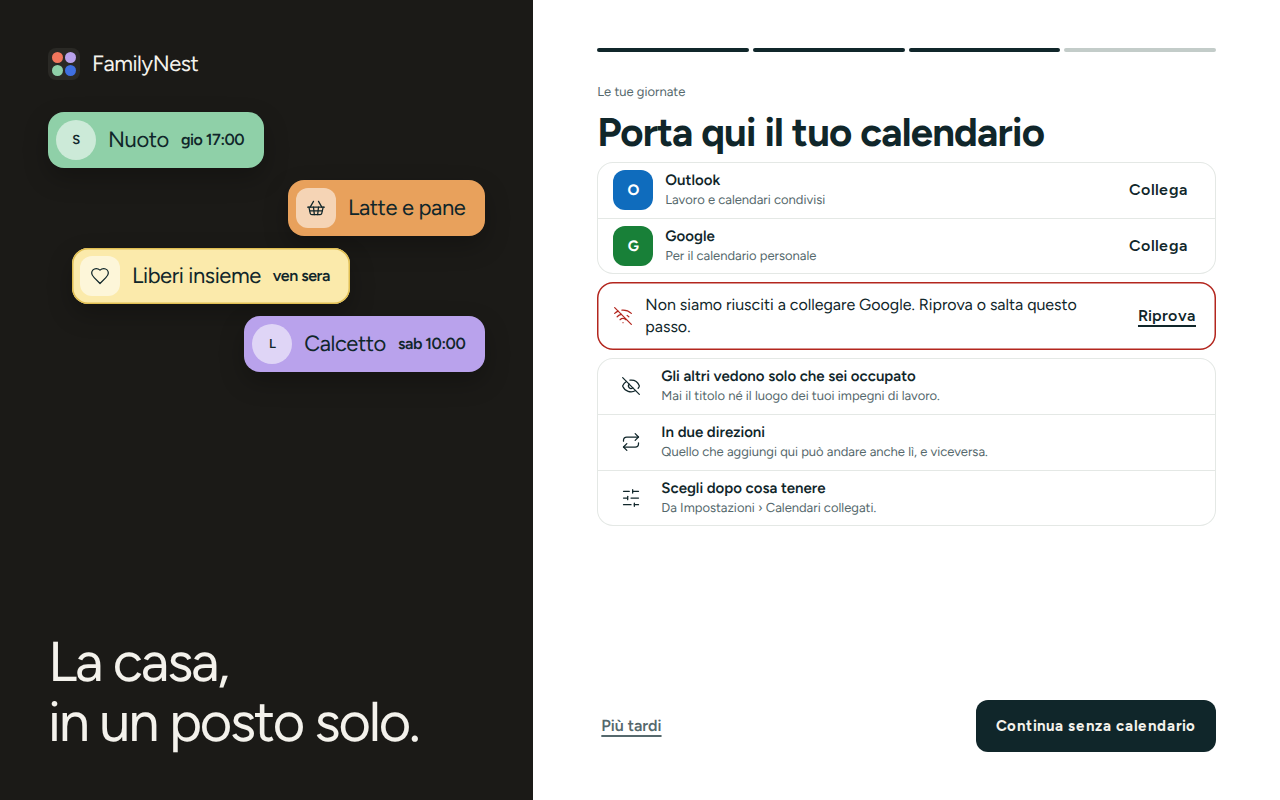 FamilyNest
S
Nuoto gio 17:00
Latte e pane
Liberi insieme ven sera
L
Calcetto sab 10:00
La casa,
in un posto solo.
Le tue giornate
Porta qui il tuo calendario
O
Outlook
Lavoro e calendari condivisi
Collega
G
Google
Per il calendario personale
Collega
Non siamo riusciti a collegare Google. Riprova o salta questo
passo.
Riprova
Gli altri vedono solo che sei occupato
Mai il titolo né il luogo dei tuoi impegni di lavoro.
In due direzioni
Quello che aggiungi qui può andare anche lì, e viceversa.
Scegli dopo cosa tenere
Da Impostazioni › Calendari collegati.
Più tardi
Continua senza calendario